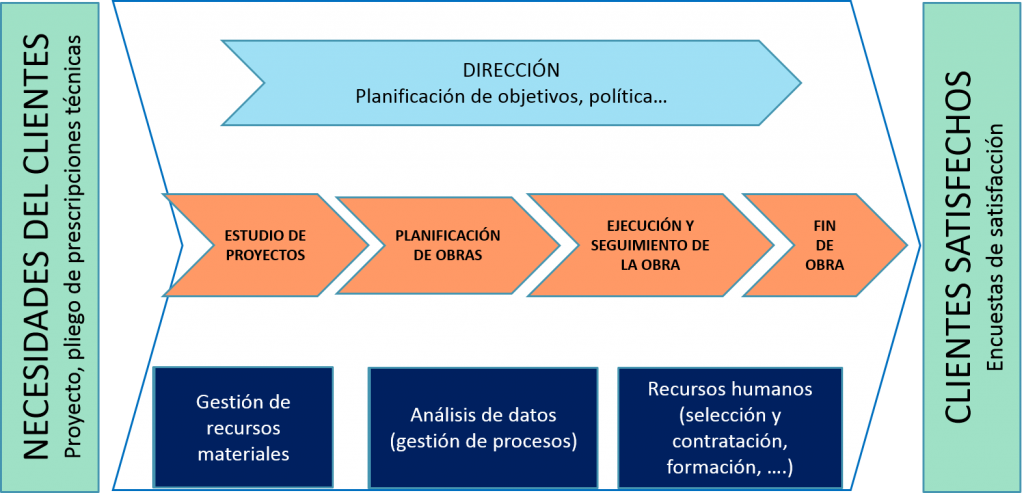 NECESIDADES DEL CLIENTES
Proyecto, pliego de prescripciones técnicas
DIRECCIÓN
Planificación de objetivos, política...
ESTUDIO DE
PROYECTOS
PLANIFICACIÓN
DE OBRAS
EJECUCIÓN Y
SEGUIMIENTO DE
LA OBRA
FIN
DE
OBRA
Gestión de
recursos
materiales
Análisis de datos
(gestión de procesos)
Recursos humanos
(selección y
contratación,
formación, ....)
CLIENTES SATISFECHOS
Encuestas de satisfacción